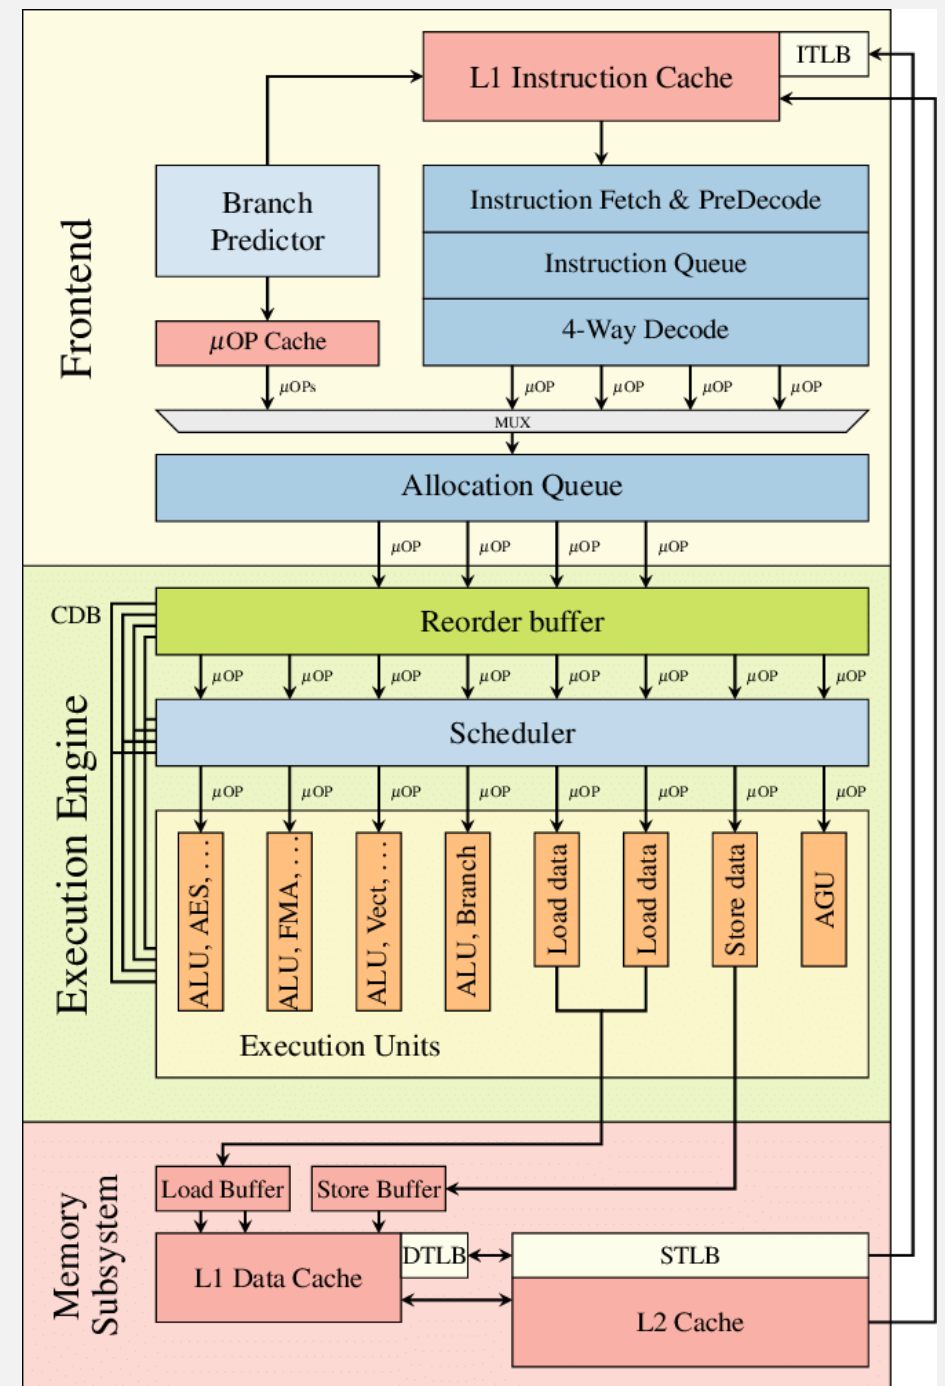 L1 Instruction Cache
ITLB
Branch
Predictor
Instruction Fetch & PreDecode
Instruction Queue
4-Way Decode
μOP Cache
Frontend
μOPs
μOP
μOP
μOP
μOP
MUX
Allocation Queue
μOP
μOP
μOP
μOP
CDB
Reorder buffer
μOP
μOP
μOP
μOP
μOP
μOP
μOP
μOP
Scheduler
Execution Engine
μOP
μOP
μOP
μOP
μOP
μOP
μOP
μOP
ALU, AES, ...
ALU, FMA, ...
ALU, Vect, ...
ALU, Branch
Load data
Load data
Store data
AGU
Execution Units
Memory
Subsystem
Load Buffer
Store Buffer
L1 Data Cache
DTLB
STLB
L2 Cache